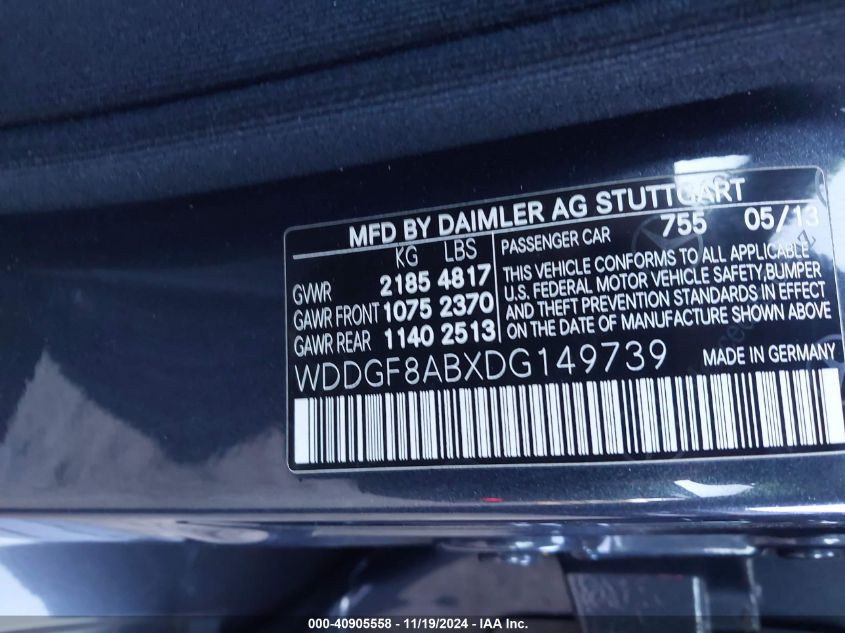 MFD BY DAIMLER AG STUTTGART
KG LBS
755 05/13
GVWR 2185 4817
GAWR FRONT 1075 2370
GAWR REAR 1140 2513
PASSENGER CAR
THIS VEHICLE CONFORMS TO ALL APPLICABLE
U.S. FEDERAL MOTOR VEHICLE SAFETY,BUMPER
AND THEFT PREVENTION STANDARDS IN EFFECT
ON THE DATE OF MANUFACTURE SHOWN ABOVE
WDDGF8ABXDG149739
MADE IN GERMANY
000-40905558 - 11/19/2024 - IAA Inc.